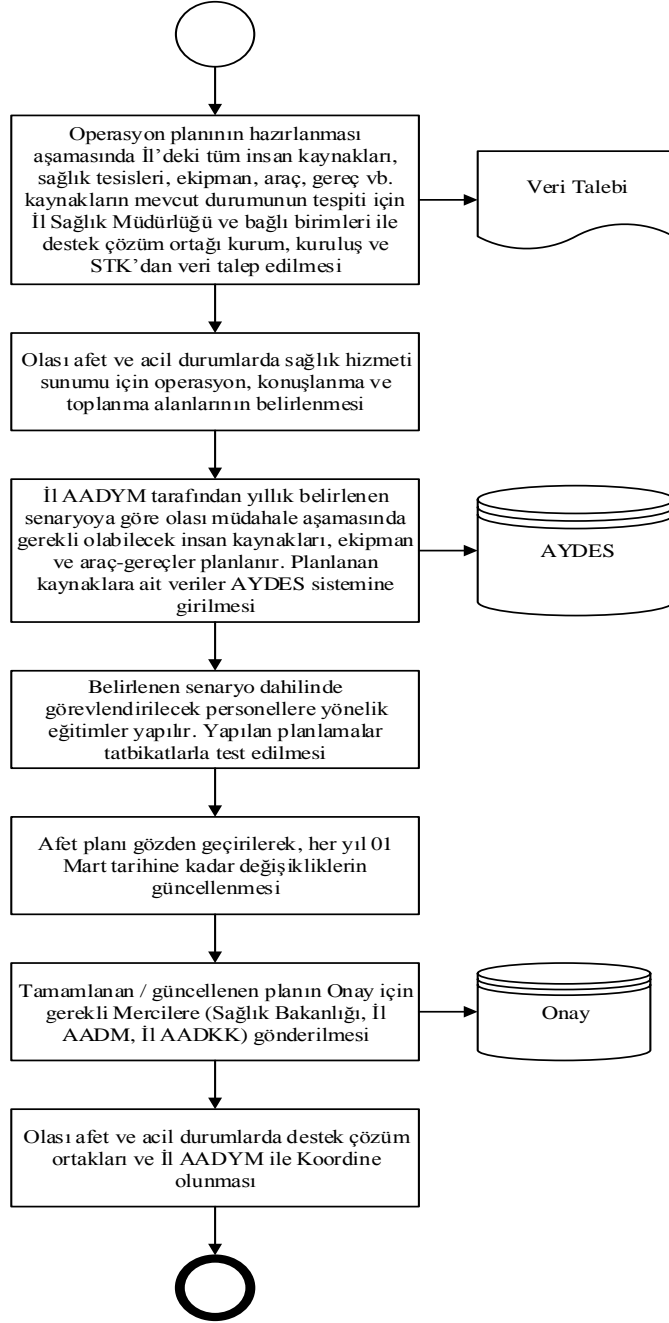 Operasyon planının hazırlanması
aşamasında İl’deki tüm insan kaynakları,
sağlık tesisleri, ekipman, araç, gereç vb.
kaynakların mevcut durumunun tespiti için
İl Sağlık Müdürlüğü ve bağlı birimleri ile
destek çözüm ortağı kurum, kuruluş ve
STK’dan veri talep edilmesi
Veri Talebi
Olası afet ve acil durumlarda sağlık hizmeti
sunumu için operasyon, konuşlanma ve
toplanma alanlarının belirlenmesi
İl AADYM tarafından yıllık belirlenen
senaryoya göre olası müdahale aşamasında
gerekli olabilecek insan kaynakları, ekipman
ve araç-gereçler planlanır. Planlanan
kaynaklara ait veriler AYDES sistemine
girilmesi
AYDES
Belirlenen senaryo dahilinde
görevlendirilecek personellere yönelik
eğitimler yapılır. Yapılan planlamalar
tatbikatlarla test edilmesi
Afet planı gözden geçirilerek, her yıl 01
Mart tarihine kadar değişikliklerin
güncellenmesi
Tamamlanan / güncellenen planın Onay için
gerekli Mercilere (Sağlık Bakanlığı, İl
AADM, İl AADKK) gönderilmesi
Onay
Olası afet ve acil durumlarda destek çözüm
ortakları ve İl AADYM ile Koordine
olunması